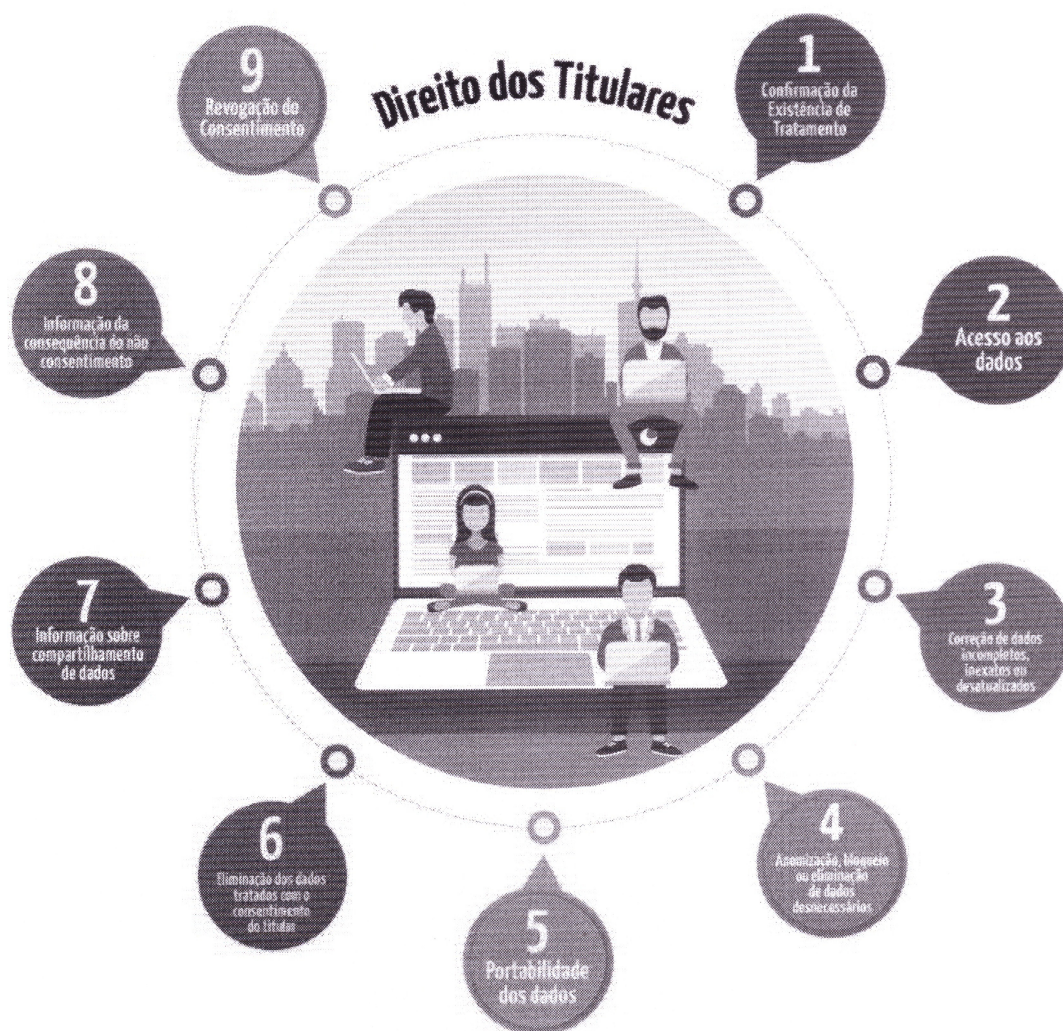 Direito dos Titulares
1
Confirmação da
Existência de
Tratamento
2
Acesso aos
dados
3
Correção de dados
incompletos,
inexatos ou
desatualizados
4
Anomização, bloqueio
ou eliminação
de dados
desnecessários
5
Portabilidade
dos dados
6
Eliminação dos dados
tratados com o
consentimento
do titular
7
Informação sobre
compartilhamento
de dados
8
Informação da
consequência do não
consentimento
9
Revogação do
Consentimento